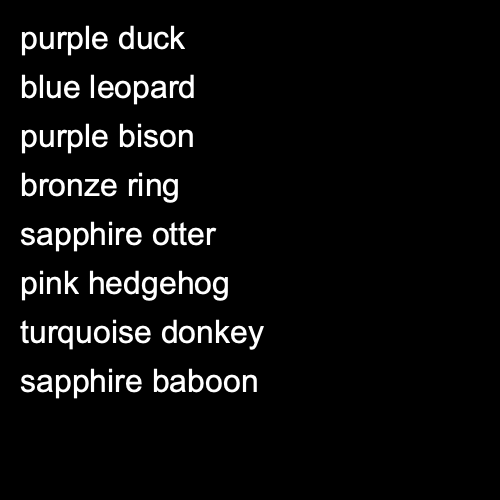 purple duck
blue leopard
purple bison
bronze ring
sapphire otter
pink hedgehog
turquoise donkey
sapphire baboon